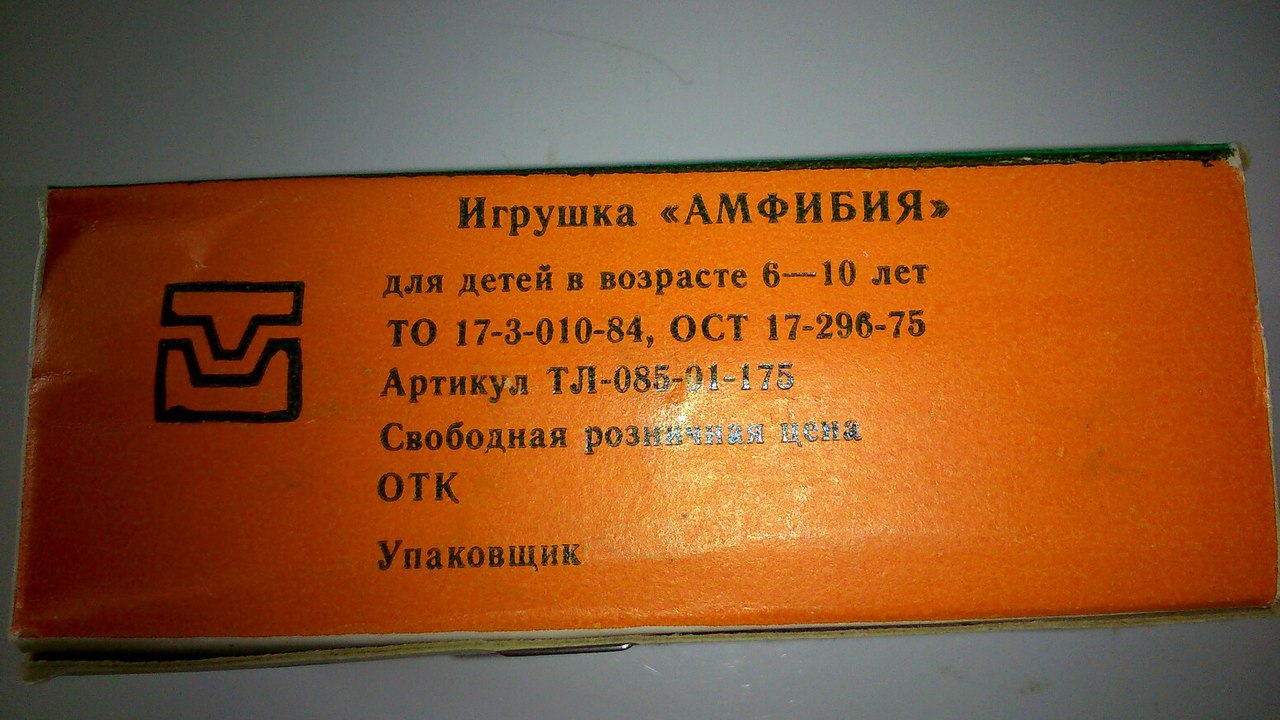 Игрушка «АМФИБИЯ»
для детей в возрасте 6—10 лет
ТО 17-3-010-84, ОСТ 17-296-75
Артикул ТЛ-085-01-175
Свободная розничная цена
ОТК
Упаковщик